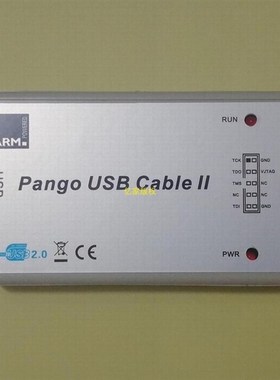 ARM.
RUN
TCK GND
TDO VJTAG
TMS NC
NC NC
TDI GND
USB
Pango USB Cable II
2.0
CE
PWR